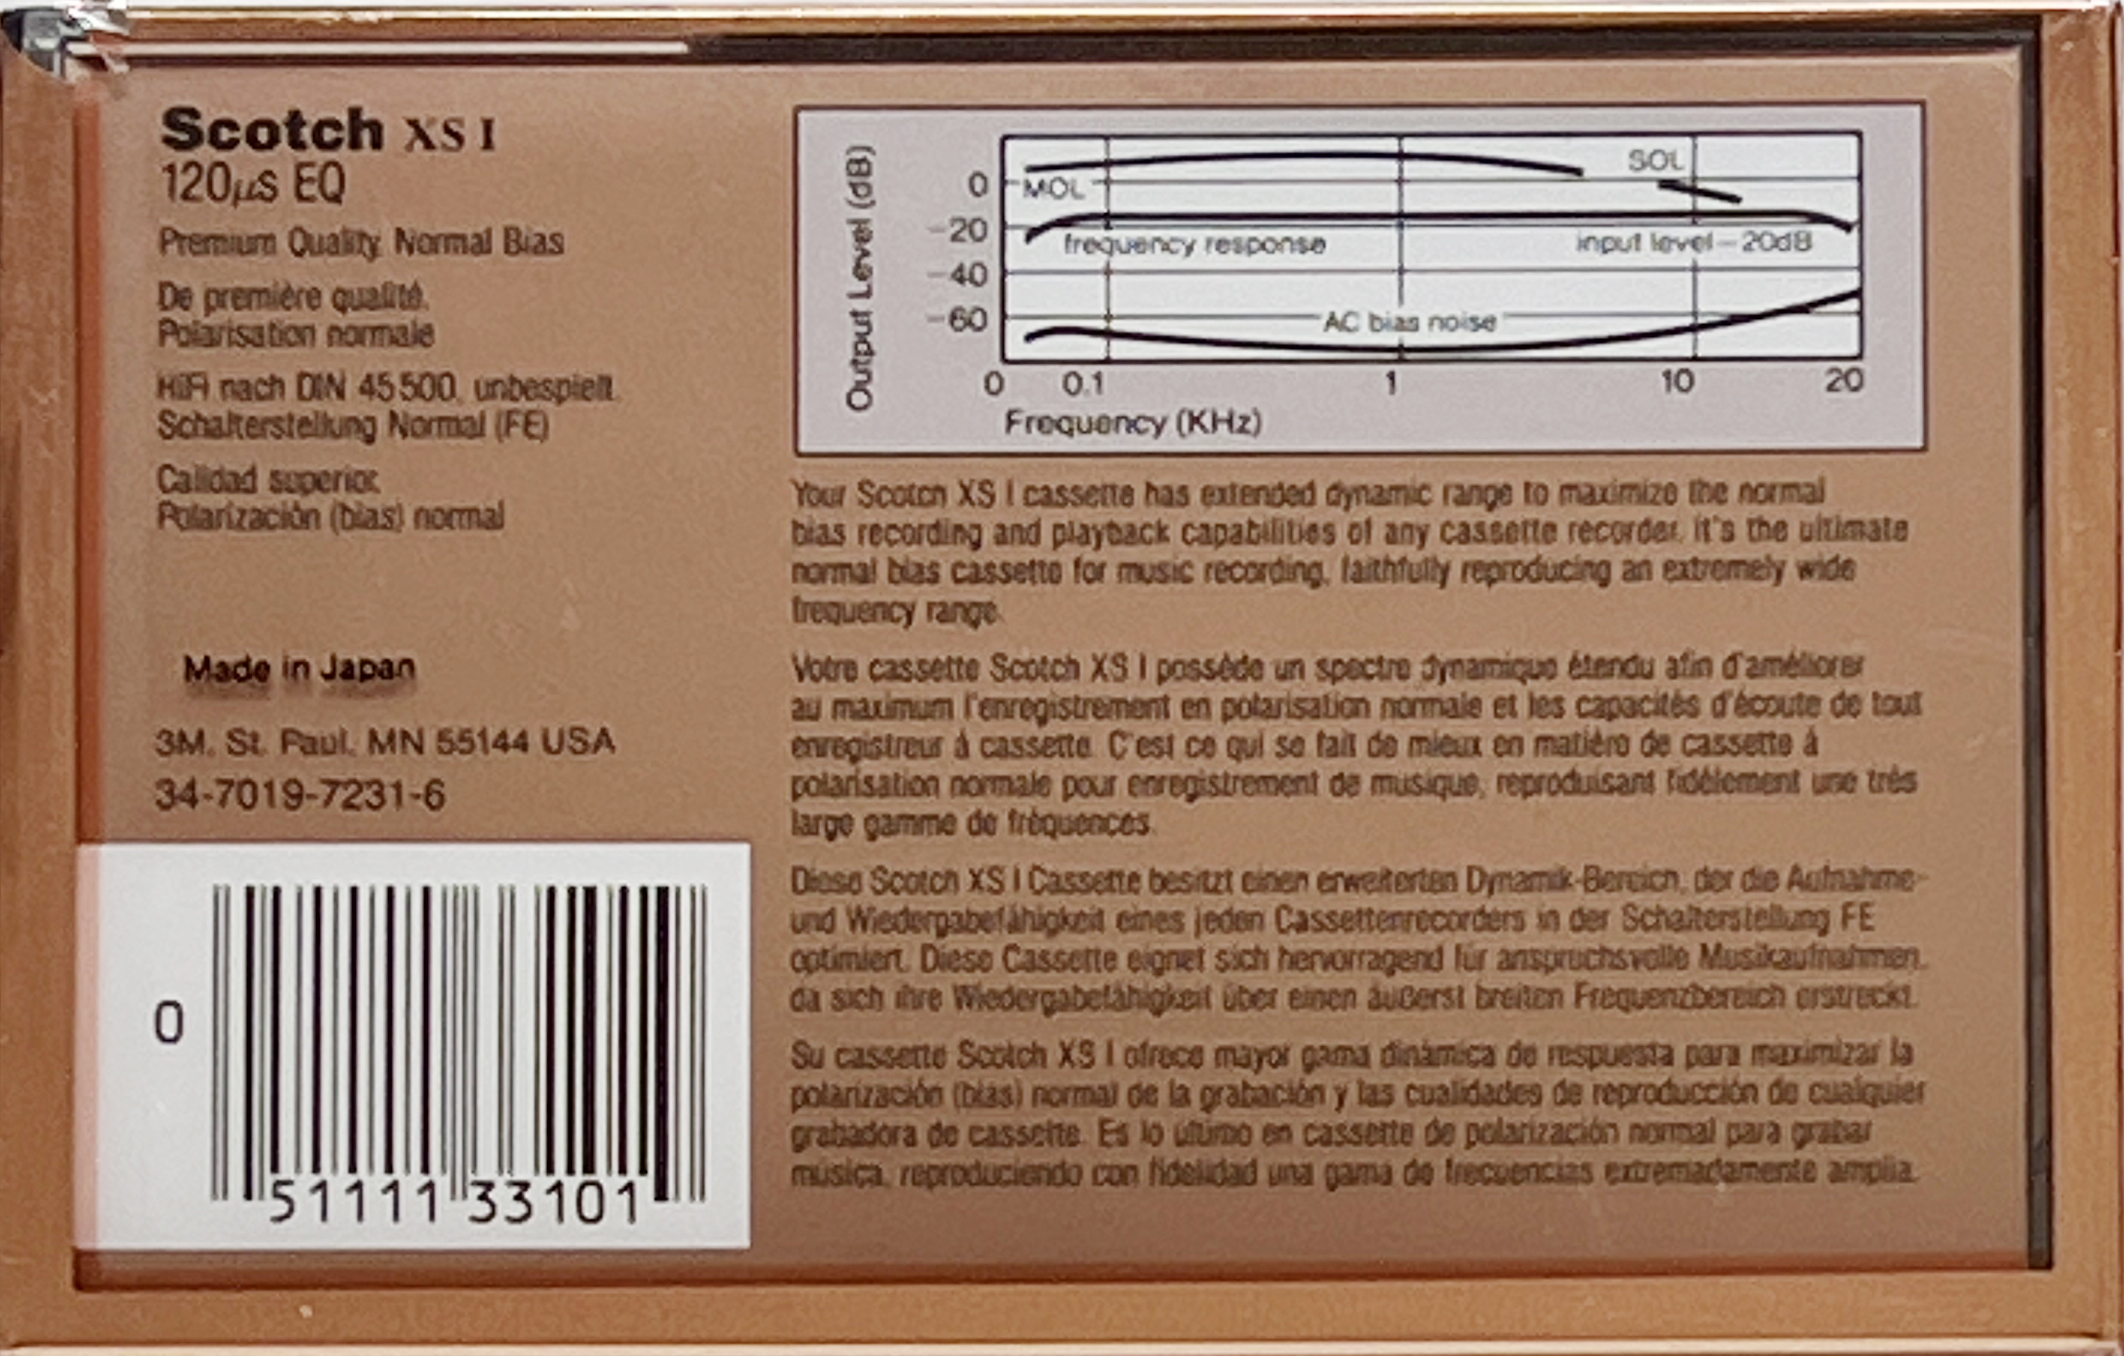 Scotch XS I
120µs EQ
Premium Quality. Normal Bias
De première qualité.
Polarisation normale
HiFi nach DIN 45 500, unbespielt.
Schalterstellung Normal (FE)
Calidad superior.
Polarización (bias) normal
Made in Japan
3M, St. Paul, MN 55144 USA
34-7019-7231-6
0
51111 33101
Output Level (dB)
0
-20
-40
-60
MOL
SOL
frequency response
input level -20dB
AC bias noise
0 0.1 1 10 20
Frequency (KHz)
Your Scotch XS I cassette has extended dynamic range to maximize the normal
bias recording and playback capabilities of any cassette recorder. It's the ultimate
normal bias cassette for music recording, faithfully reproducing an extremely wide
frequency range.
Votre cassette Scotch XS I possède un spectre dynamique étendu afin d'améliorer
au maximum l'enregistrement en polarisation normale et les capacités d'écoute de tout
enregistreur à cassette. C'est ce qui se fait de mieux en matière de cassette à
polarisation normale pour enregistrement de musique, reproduisant fidèlement une très
large gamme de fréquences.
Diese Scotch XS I Cassette besitzt einen erweiterten Dynamik-Bereich, der die Aufnahme-
und Wiedergabefähigkeit eines jeden Cassettenrecorders in der Schalterstellung FE
optimiert. Diese Cassette eignet sich hervorragend für anspruchsvolle Musikaufnahmen,
da sich ihre Wiedergabefähigkeit über einen äußerst breiten Frequenzbereich erstreckt.
Su cassette Scotch XS I ofrece mayor gama dinámica de respuesta para maximizar la
polarización (bias) normal de la grabación y las cualidades de reproducción de cualquier
grabadora de cassette. Es lo último en cassette de polarización normal para grabar
música, reproduciendo con fidelidad una gama de frecuencias extremadamente amplia.